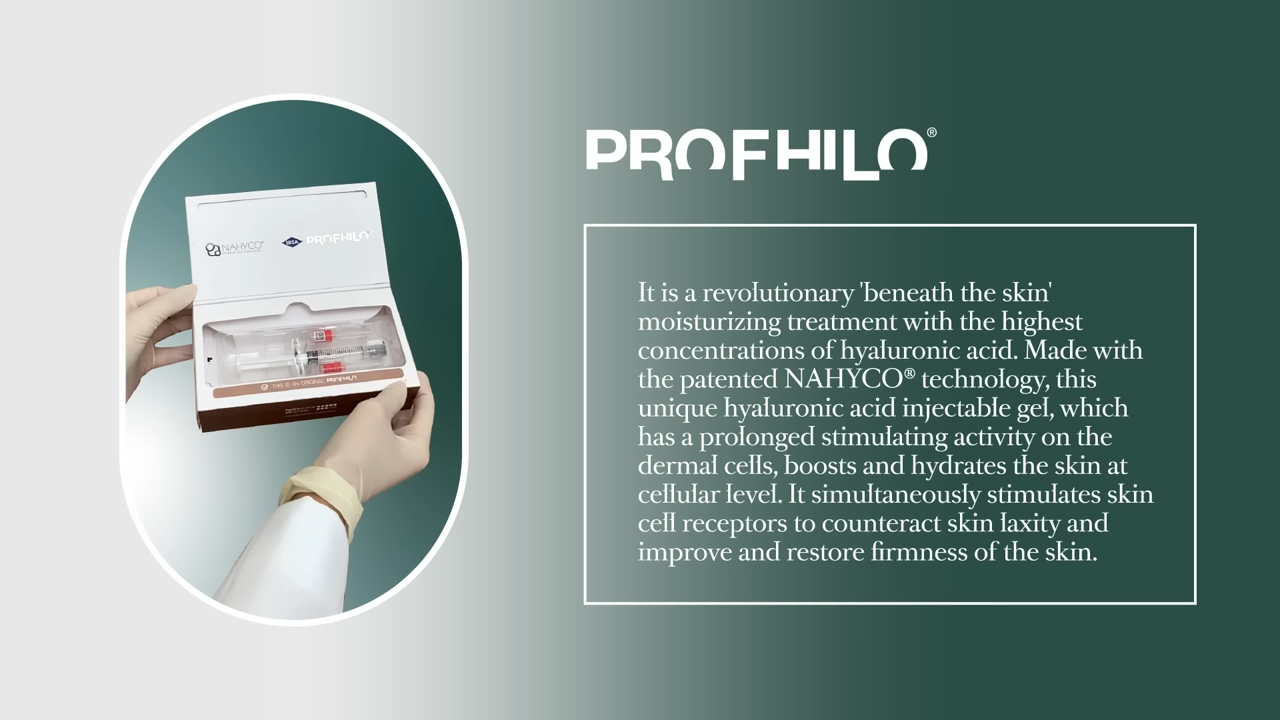 NAHYCO®
IBSA PROFHILO®
THIS IS AN ORIGINAL PROFHILO
PROFHILO®
It is a revolutionary 'beneath the skin'
moisturizing treatment with the highest
concentrations of hyaluronic acid. Made with
the patented NAHYCO® technology, this
unique hyaluronic acid injectable gel, which
has a prolonged stimulating activity on the
dermal cells, boosts and hydrates the skin at
cellular level. It simultaneously stimulates skin
cell receptors to counteract skin laxity and
improve and restore firmness of the skin.